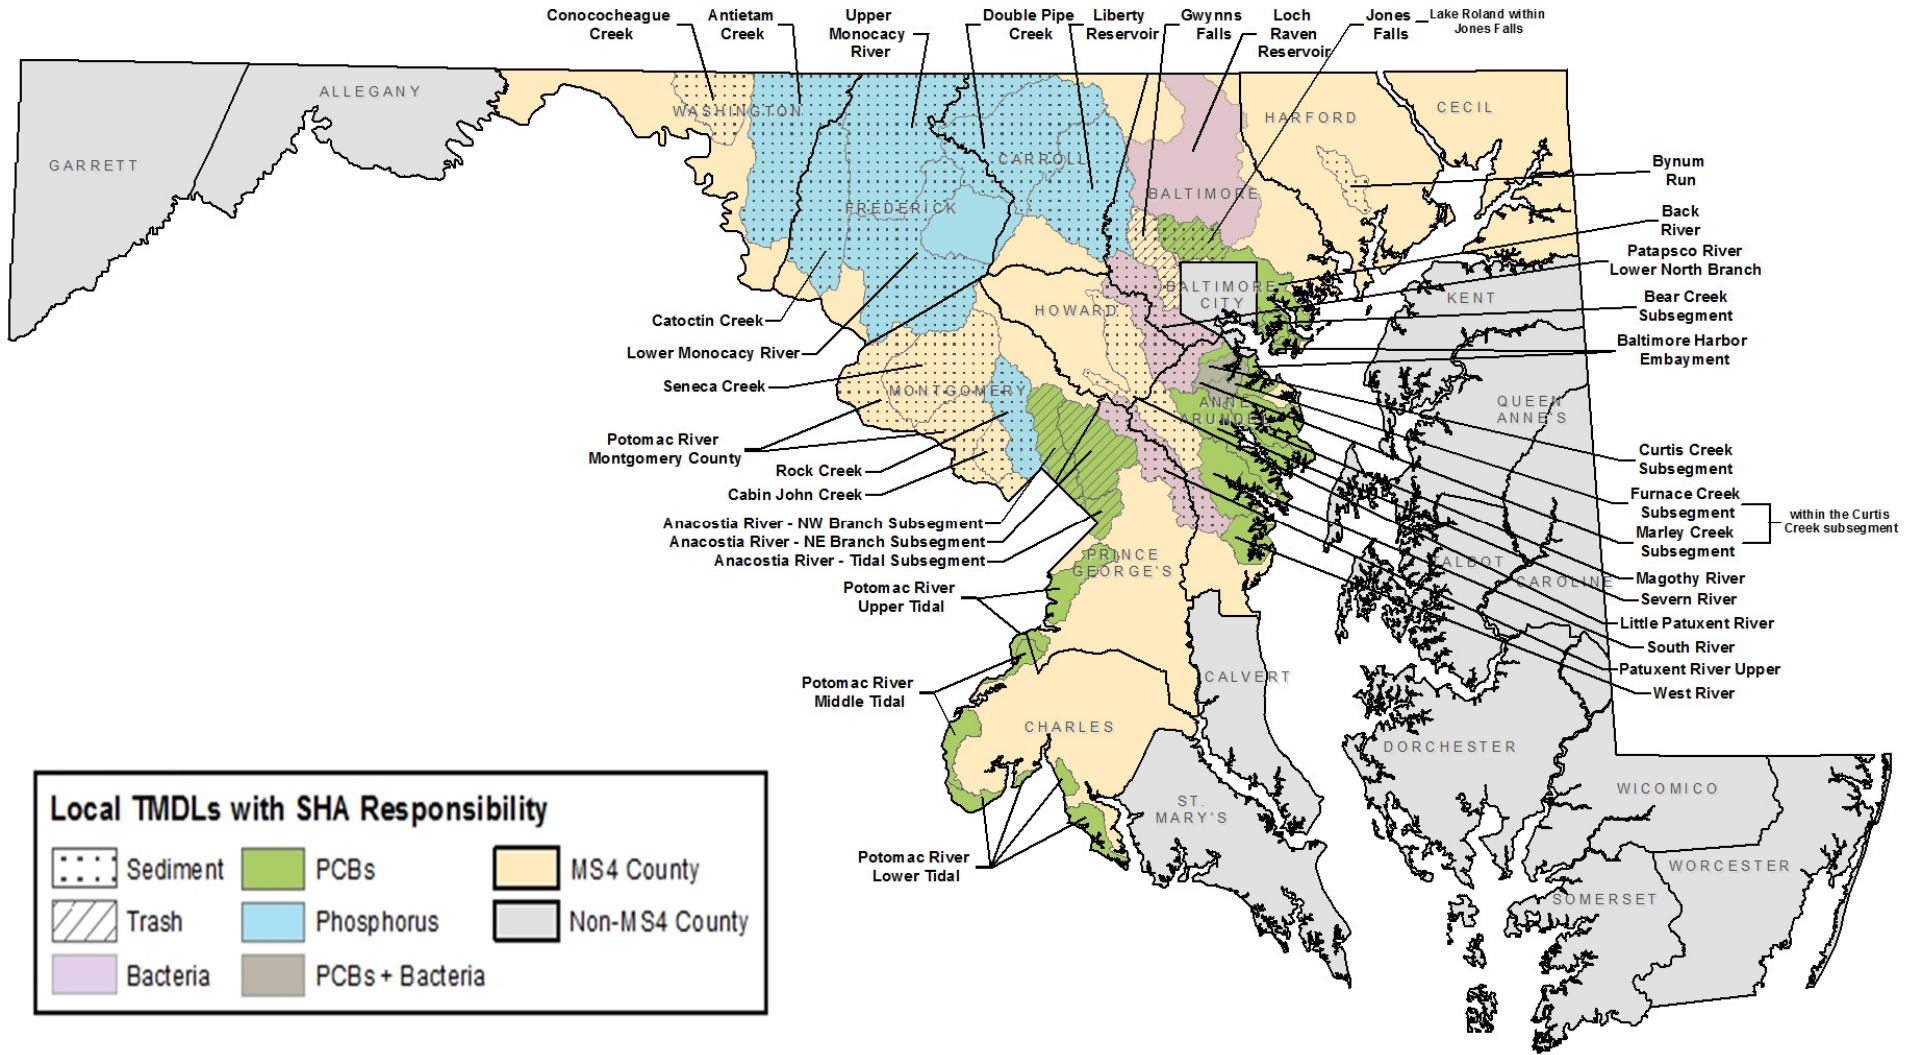 Conococheague
Creek
Antietam
Creek
Upper
Monocacy
River
Double Pipe
Creek
Liberty
Reservoir
Gwynns
Falls
Loch
Raven
Reservoir
Jones
Falls
Lake Roland within
Jones Falls
GARRETT
ALLEGANY
WASHINGTON
FREDERICK
CARROLL
BALTIMORE
HARFORD
CECIL
Bynum
Run
Back
River
Patapsco River
Lower North Branch
Bear Creek
Subsegment
Baltimore Harbor
Embayment
BALTIMORE
CITY
HOWARD
KENT
MONTGOMERY
ANNE
ARUNDEL
QUEEN
ANNE'S
Catoctin Creek
Lower Monocacy River
Seneca Creek
Potomac River
Montgomery County
Rock Creek
Cabin John Creek
Anacostia River - NW Branch Subsegment
Anacostia River - NE Branch Subsegment
Anacostia River - Tidal Subsegment
Potomac River
Upper Tidal
Potomac River
Middle Tidal
Potomac River
Lower Tidal
Curtis Creek
Subsegment
Furnace Creek
Subsegment
Marley Creek
Subsegment
within the Curtis
Creek subsegment
Magothy River
Severn River
Little Patuxent River
South River
Patuxent River Upper
West River
PRINCE
GEORGE'S
TALBOT
CAROLINE
CALVERT
CHARLES
ST.
MARY'S
DORCHESTER
WICOMICO
WORCESTER
SOMERSET
Local TMDLs with SHA Responsibility
Sediment
PCBs
MS4 County
Trash
Phosphorus
Non-MS4 County
Bacteria
PCBs + Bacteria